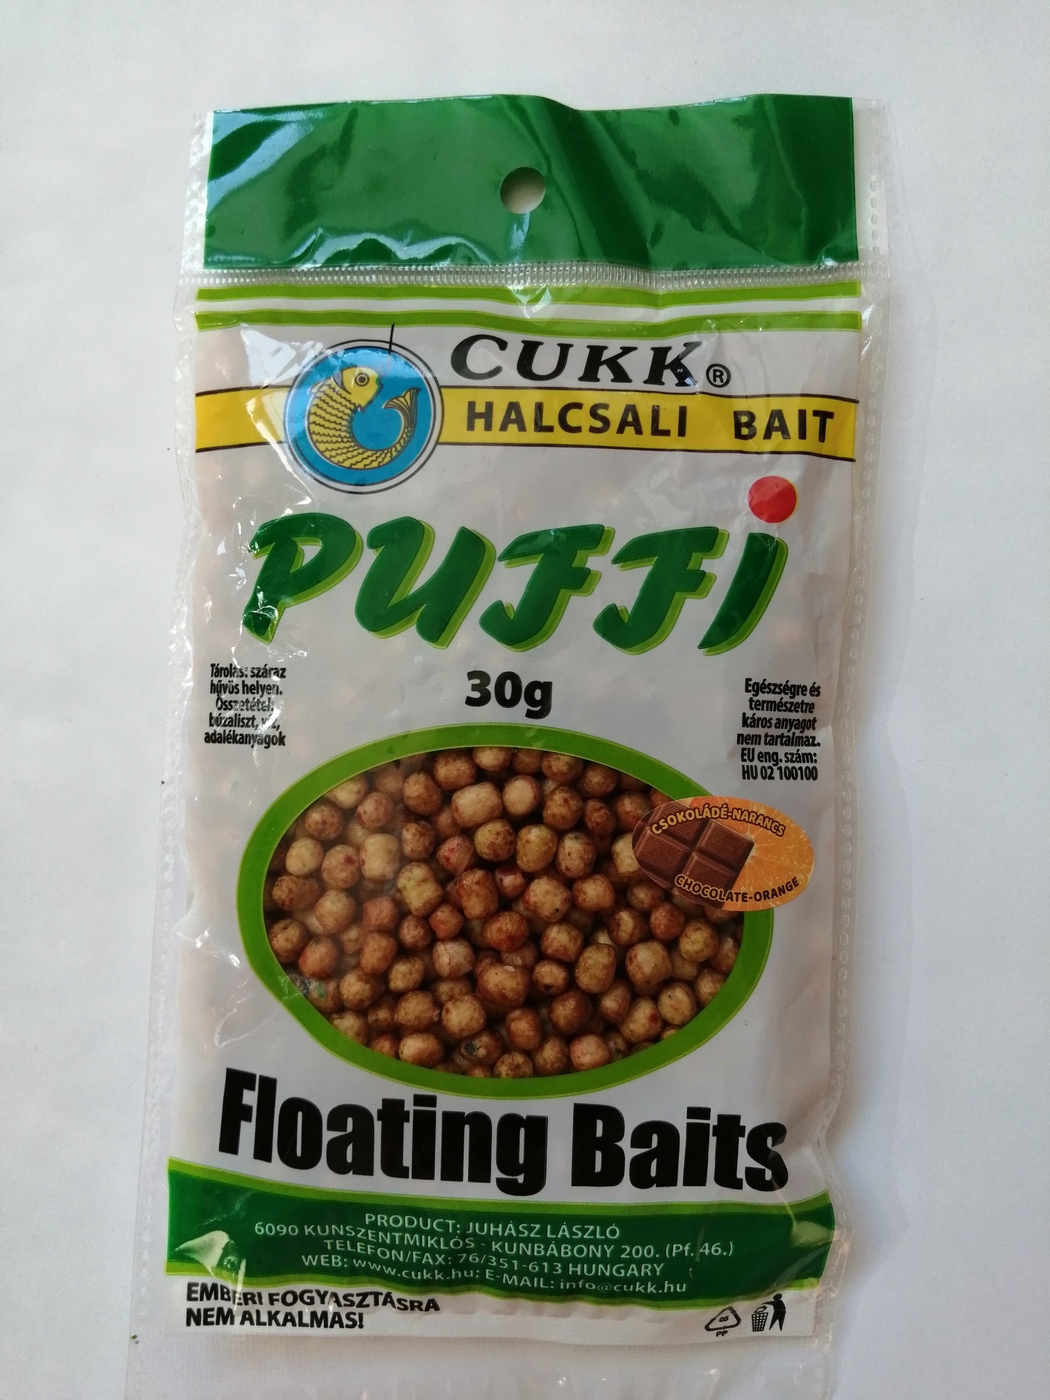 CUKK®
HALCSALI BAIT
PUFFI
30g
Tárolás: száraz
hűvös helyen.
Összetétel:
búzaliszt, víz,
adalékanyagok
Egészségre és
természetre
káros anyagot
nem tartalmaz.
EU eng. szám:
HU 02 100100
CSOKOLÁDÉ-NARANCS
CHOCOLATE-ORANGE
Floating Baits
PRODUCT: JUHÁSZ LÁSZLÓ
6090 KUNSZENTMIKLÓS - KUNBÁBONY 200. (Pf. 46.)
TELEFON/FAX: 76/351-613 HUNGARY
WEB: www.cukk.hu; E-MAIL: info@cukk.hu
EMBERI FOGYASZTÁSRA
NEM ALKALMAS!
05
PP